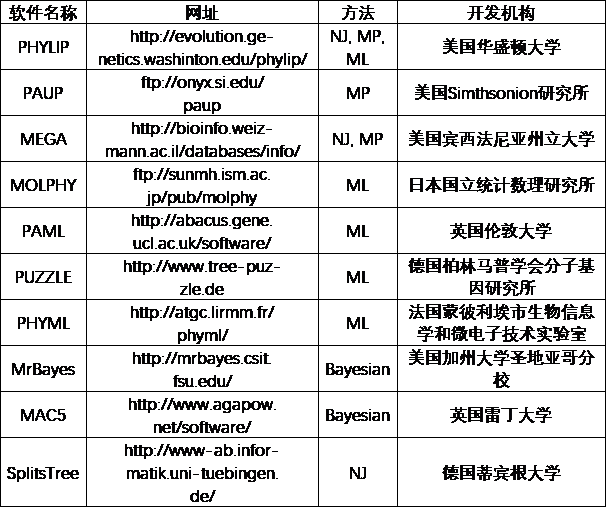 软件名称 网址 方法 开发机构
PHYLIP http://evolution.ge-
netics.washinton.edu/phylip/ NJ, MP,
ML 美国华盛顿大学
PAUP ftp://onyx.si.edu/
paup MP 美国Simthsonion研究所
MEGA http://bioinfo.weiz-
mann.ac.il/databases/info/ NJ, MP 美国宾西法尼亚州立大学
MOLPHY ftp://sunmh.ism.ac.
jp/pub/molphy ML 日本国立统计数理研究所
PAML http://abacus.gene.
ucl.ac.uk/software/ ML 英国伦敦大学
PUZZLE http://www.tree-puz-
zle.de ML 德国柏林马普学会分子基
因研究所
PHYML http://atgc.lirmm.fr/
phyml/ ML 法国蒙彼利埃市生物信息
学和微电子技术实验室
MrBayes http://mrbayes.csit.
fsu.edu/ Bayesian 美国加州大学圣地亚哥分
校
MAC5 http://www.agapow.
net/software/ Bayesian 英国雷丁大学
SplitsTree http://www-ab.infor-
matik.uni-tuebingen.
de/ NJ 德国蒂宾根大学